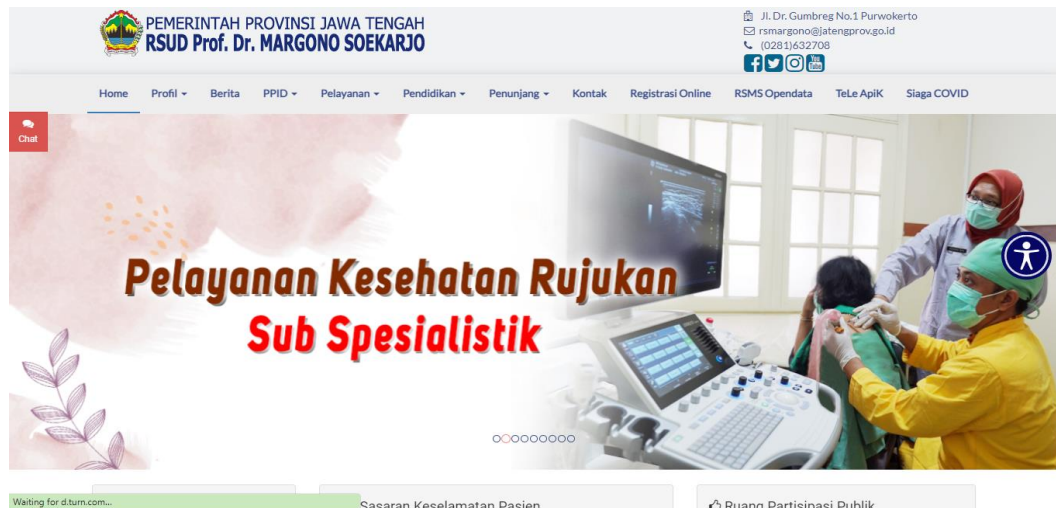 PEMERINTAH PROVINSI JAWA TENGAH
RSUD Prof. Dr. MARGONO SOEKARJO
Jl. Dr. Gumbreg No.1 Purwokerto
rsmargono@jatengprov.go.id
(0281)632708
You Tube
Home Profil Berita PPID Pelayanan Pendidikan Penunjang Kontak Registrasi Online RSMS Opendata TeLe ApiK Siaga COVID
Chat
Pelayanan Kesehatan Rujukan
Sub Spesialistik
Sasaran Keselamatan Pasien
Ruang Partisipasi Publik
Waiting for d.turn.com...